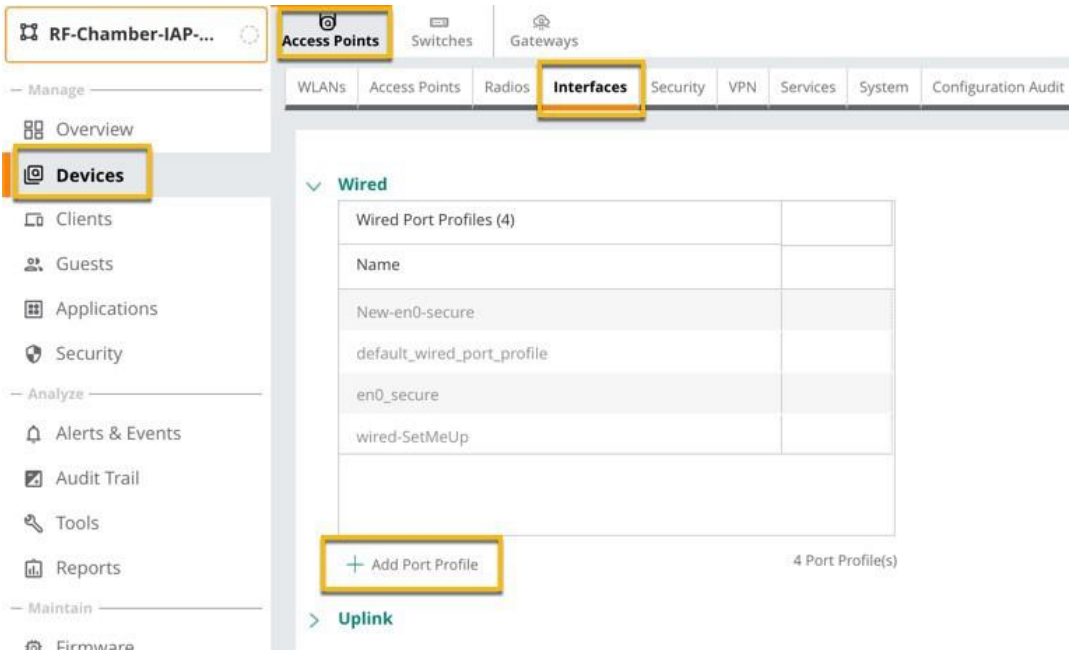 RF-Chamber-IAP-...
Access Points
Switches
Gateways
Manage
Overview
Devices
Clients
Guests
Applications
Security
Analyze
Alerts & Events
Audit Trail
Tools
Reports
Maintain
Firmware
WLANs Access Points Radios Interfaces Security VPN Services System Configuration Audit
Wired
Wired Port Profiles (4)
Name
New-en0-secure
default_wired_port_profile
en0_secure
wired-SetMeUp
+ Add Port Profile
4 Port Profile(s)
Uplink